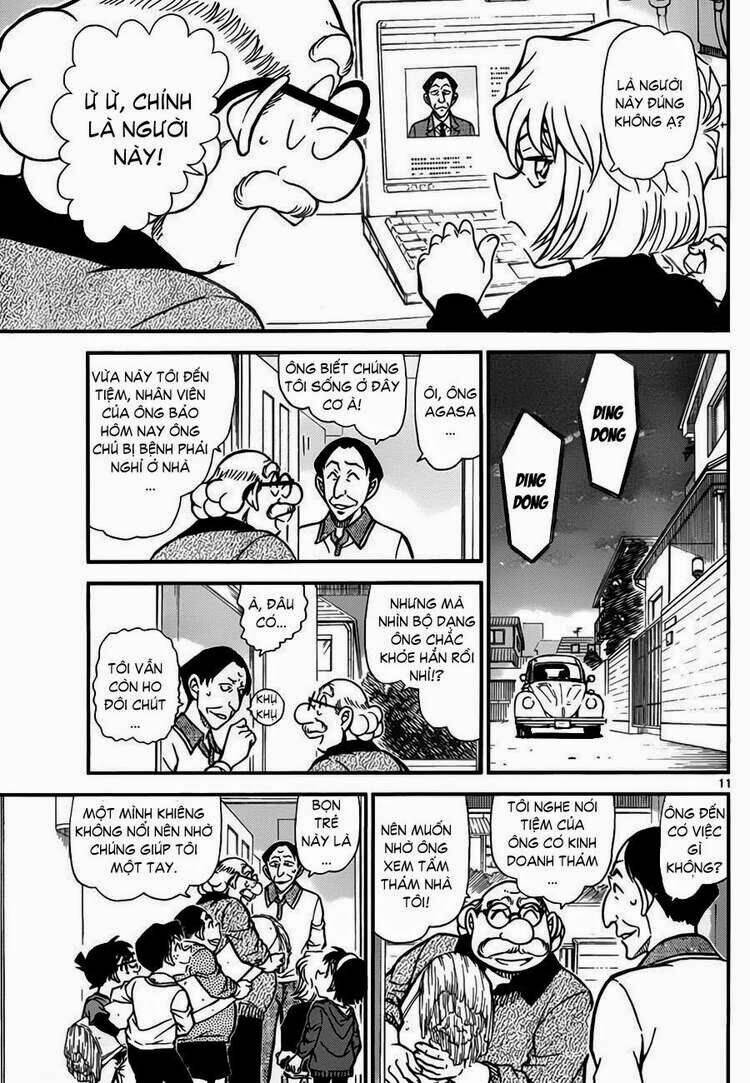 LÀ NGƯỜI
NÀY ĐÚNG
KHÔNG Ạ?
Ừ Ừ, CHÍNH
LÀ NGƯỜI
NÀY!
DING
DONG
DING
DONG
ÔI, ÔNG
AGASA
...
ÔNG BIẾT CHÚNG
TÔI SỐNG Ở ĐÂY
CƠ À!
VỪA NÃY TÔI ĐẾN
TIỆM, NHÂN VIÊN
CỦA ÔNG BẢO
HÔM NAY ÔNG
CHỦ BỊ BỆNH PHẢI
NGHỈ Ở NHÀ
...
NHƯNG MÀ
NHÌN BỘ DẠNG
ÔNG CHẮC
KHỎE HẲN RỒI
NHỈ!?
À, ĐÂU
CÓ...
TÔI VẪN
CÒN HO
ĐÔI CHÚT
KHỤ
KHỤ
11
ÔNG ĐẾN
CÓ VIỆC
GÌ
KHÔNG?
TÔI NGHE NÓI
TIỆM CỦA
ÔNG CÓ KINH
DOANH THẢM
...
NÊN MUỐN
NHỜ ÔNG
XEM TẤM
THẢM NHÀ
TÔI!
BỌN
TRẺ NÀY
LÀ
...
MỘT MÌNH KHIÊNG
KHÔNG NỔI NÊN NHỜ
CHÚNG GIÚP TÔI
MỘT TAY.